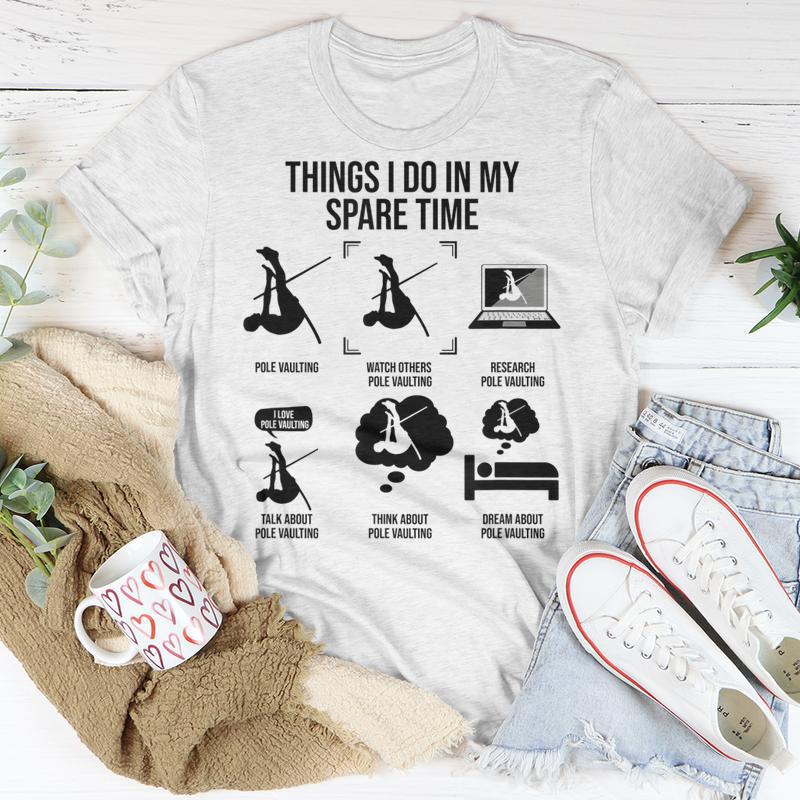 THINGS I DO IN MY
SPARE TIME
POLE VAULTING
WATCH OTHERS
POLE VAULTING
RESEARCH
POLE VAULTING
I LOVE
POLE VAULTING
TALK ABOUT
POLE VAULTING
THINK ABOUT
POLE VAULTING
DREAM ABOUT
POLE VAULTING